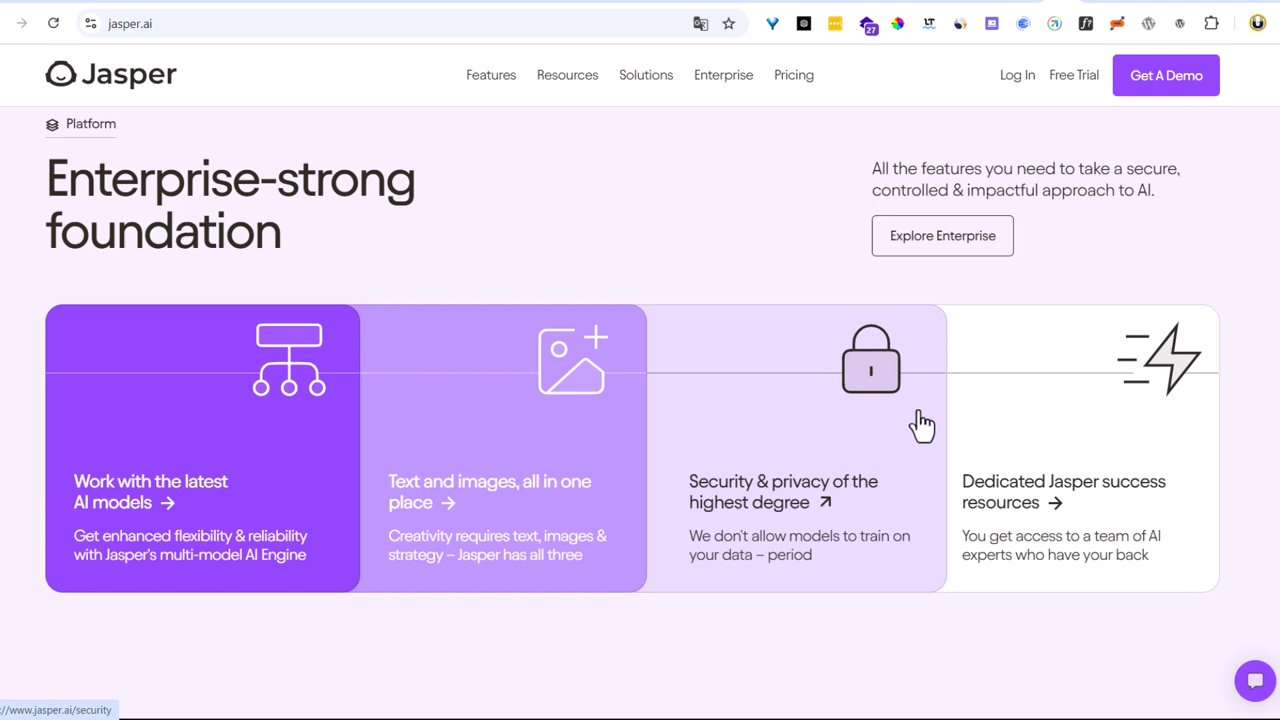 jasper.ai
27
LT
f?
Jasper
Features
Resources
Solutions
Enterprise
Pricing
Log In
Free Trial
Get A Demo
Platform
Enterprise-strong
foundation
All the features you need to take a secure,
controlled & impactful approach to AI.
Explore Enterprise
Work with the latest
AI models →
Get enhanced flexibility & reliability
with Jasper's multi-model AI Engine
Text and images, all in one
place →
Creativity requires text, images &
strategy – Jasper has all three
Security & privacy of the
highest degree ↗
We don't allow models to train on
your data – period
Dedicated Jasper success
resources →
You get access to a team of AI
experts who have your back
://www.jasper.ai/security